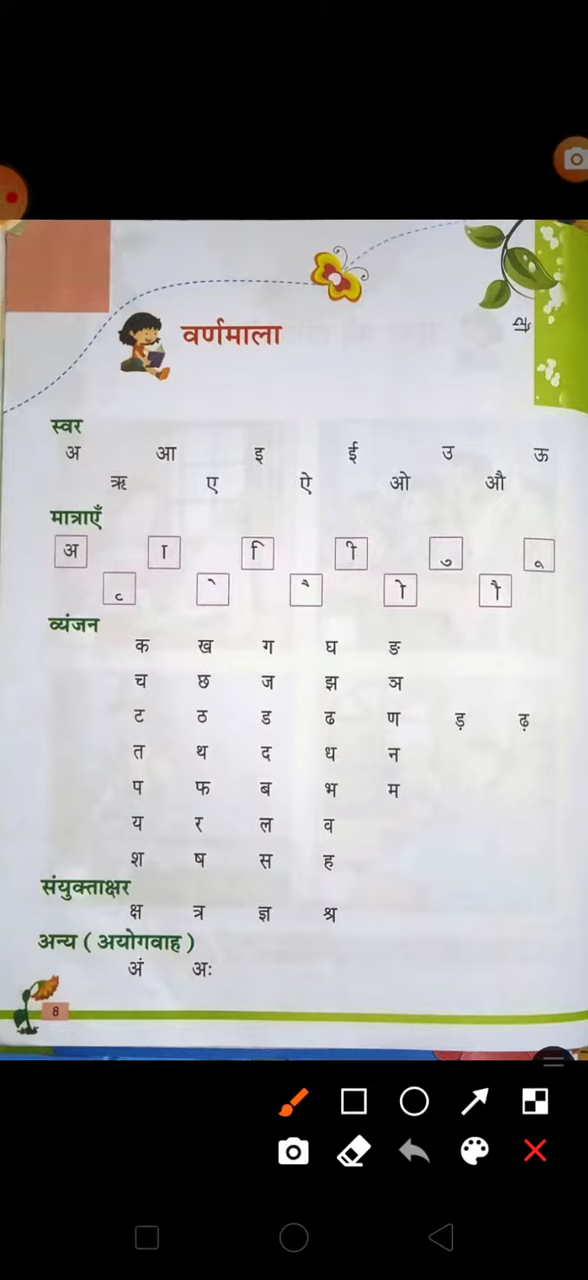 वर्णमाला
स्वर
अ आ इ ई उ ऊ
ऋ ए ऐ ओ औ
मात्राएँ
अ ा ि ी ु ू
ृ े ै ो ौ
व्यंजन
क ख ग घ ङ
च छ ज झ ञ
ट ठ ड ढ ण ड़ ढ़
त थ द ध न
प फ ब भ म
य र ल व
श ष स ह
संयुक्ताक्षर
क्ष त्र ज्ञ श्र
अन्य ( अयोगवाह )
अं अः
8